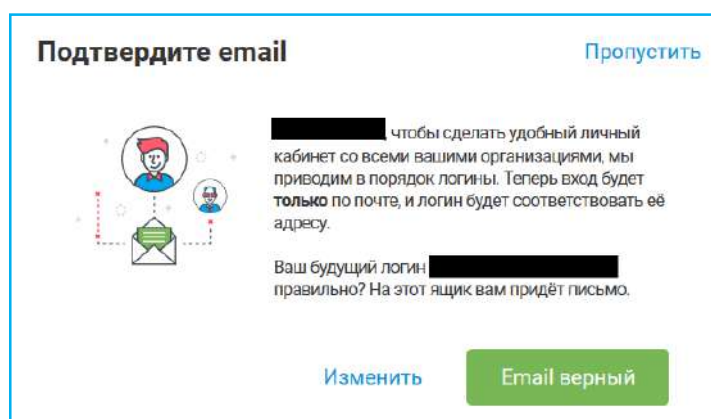 Подтвердите email
Пропустить
, чтобы сделать удобный личный
кабинет со всеми вашими организациями, мы
приводим в порядок логины. Теперь вход будет
только по почте, и логин будет соответствовать её
адресу.
Ваш будущий логин
правильно? На этот ящик вам придёт письмо.
Изменить
Email верный